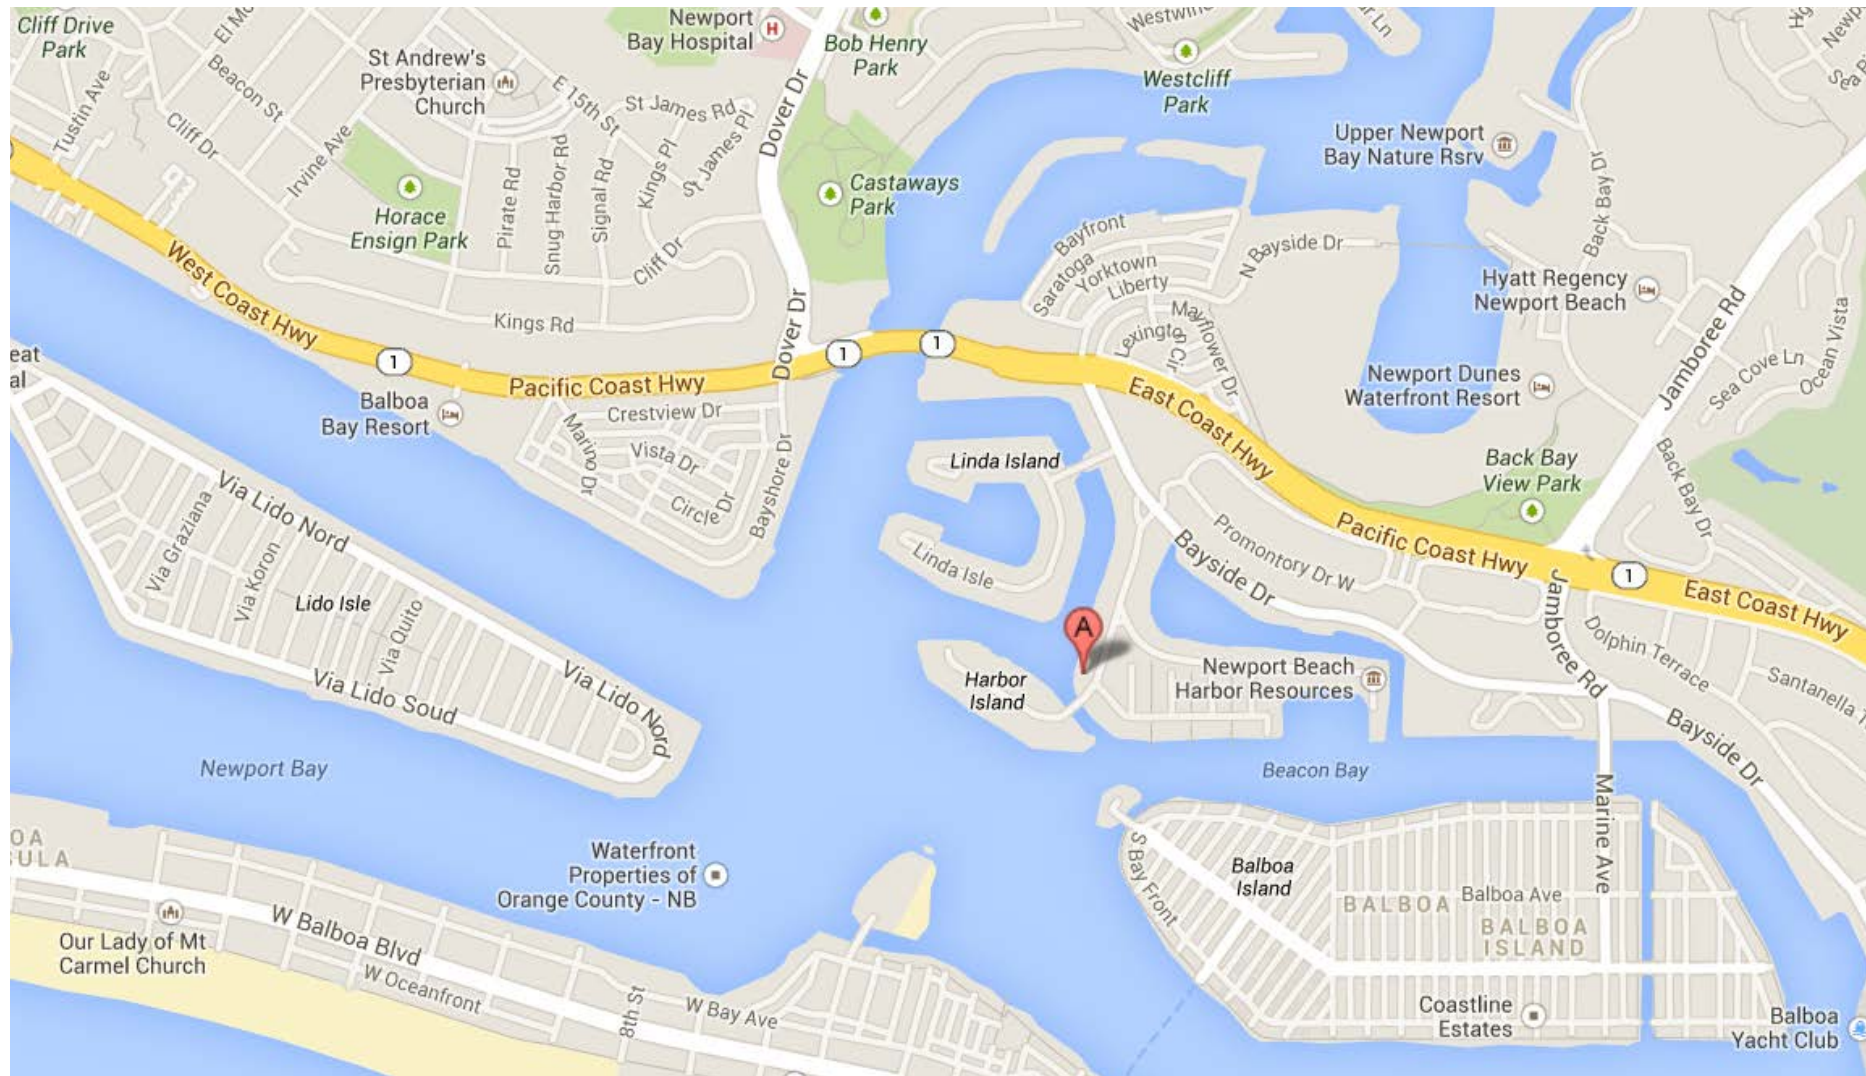 Cliff Drive
Park
Newport
Bay Hospital
H
Bob Henry
Park
Westcliff
Park
St Andrew's
Presbyterian
Church
Beacon St
Tustin Ave
Cliff Dr
Irvine Ave
E 15th St
St James Rd
St James Pl
Kings Pl
Dover Dr
Pirate Rd
Snug Harbor Rd
Signal Rd
Cliff Dr
Horace
Ensign Park
Castaways
Park
Upper Newport
Bay Nature Rsrv
Back Bay Dr
Bayfront
Saratoga
Yorktown
Liberty
N Bayside Dr
Mayflower Dr
Hyatt Regency
Newport Beach
Jamboree Rd
Sea Cove Ln
Ocean Vista
West Coast Hwy
Kings Rd
Dover Dr
1
Pacific Coast Hwy
1
1
East Coast Hwy
Newport Dunes
Waterfront Resort
Balboa
Bay Resort
Crestview Dr
Marino Dr
Vista Dr
Circle Dr
Bayshore Dr
Linda Island
Linda Isle
Back Bay
View Park
Back Bay Dr
Pacific Coast Hwy
1
East Coast Hwy
Promontory Dr W
Bayside Dr
Jamboree Rd
Dolphin Terrace
Santanella
Via Lido Nord
Via Graziana
Via Koron
Lido Isle
Via Quito
Via Lido Soud
Via Lido Nord
A
Harbor
Island
Newport Beach
Harbor Resources
Bayside Dr
Newport Bay
Beacon Bay
Marine Ave
S Bay Front
Balboa
Island
Balboa Ave
BALBOA
BALBOA
ISLAND
Waterfront
Properties of
Orange County - NB
W Balboa Blvd
Our Lady of Mt
Carmel Church
W Oceanfront
8th St
W Bay Ave
Coastline
Estates
Balboa
Yacht Club